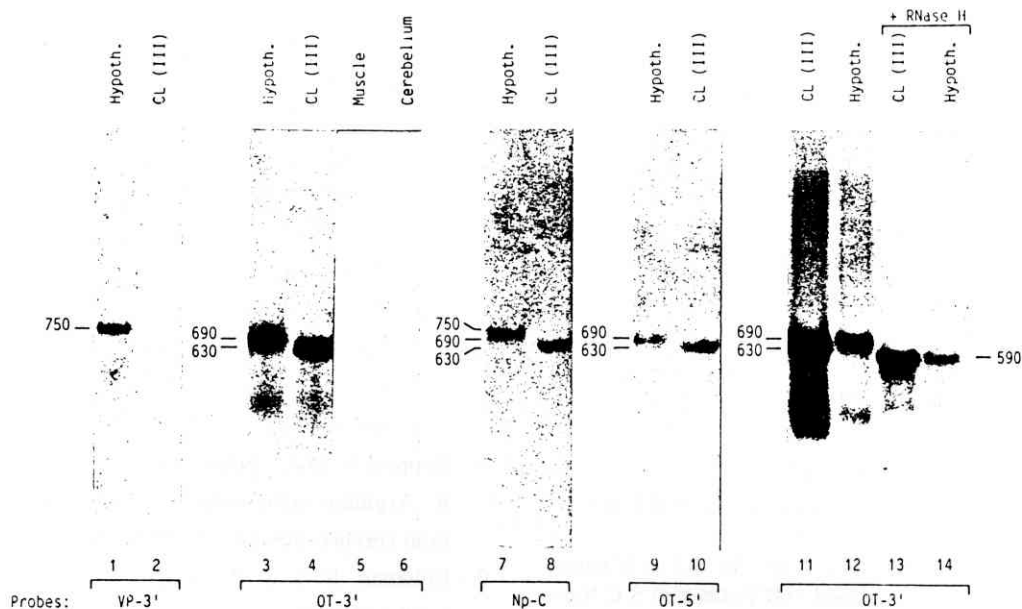 + RNase H
Hypoth.
CL (III)
Hypoth.
CL (III)
Muscle
Cerebellum
Hypoth.
CL (III)
Hypoth.
CL (III)
CL (III)
Hypoth.
CL (III)
Hypoth.
750
690
630
750
690
630
690
630
690
630
590
1 2 3 4 5 6 7 8 9 10 11 12 13 14
Probes: VP-3' OT-3' Np-C OT-5' OT-3'